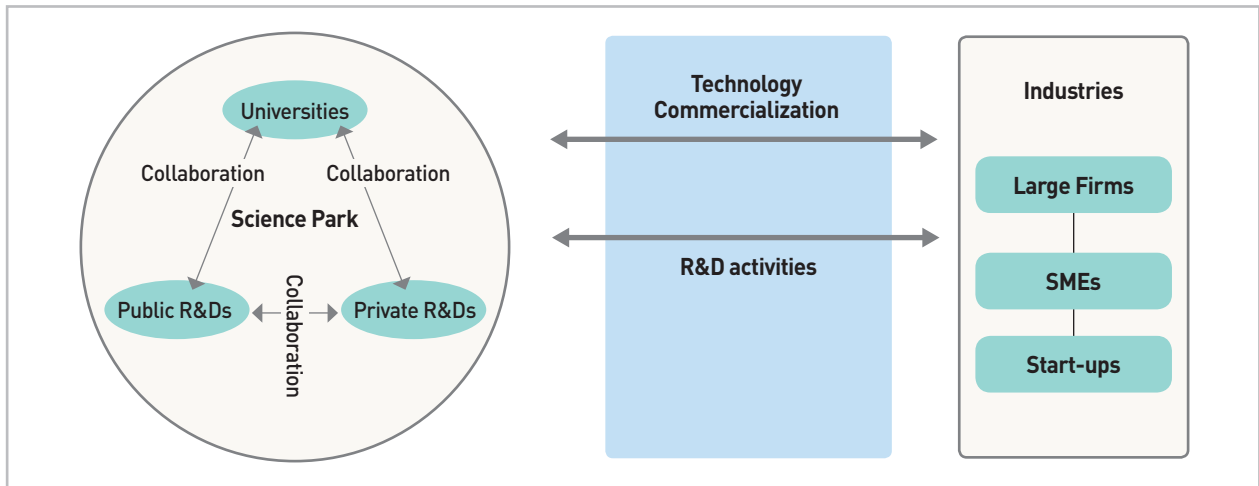 Universities
Collaboration
Collaboration
Science Park
Public R&Ds
Collaboration
Private R&Ds
Technology
Commercialization
R&D activities
Industries
Large Firms
SMEs
Start-ups